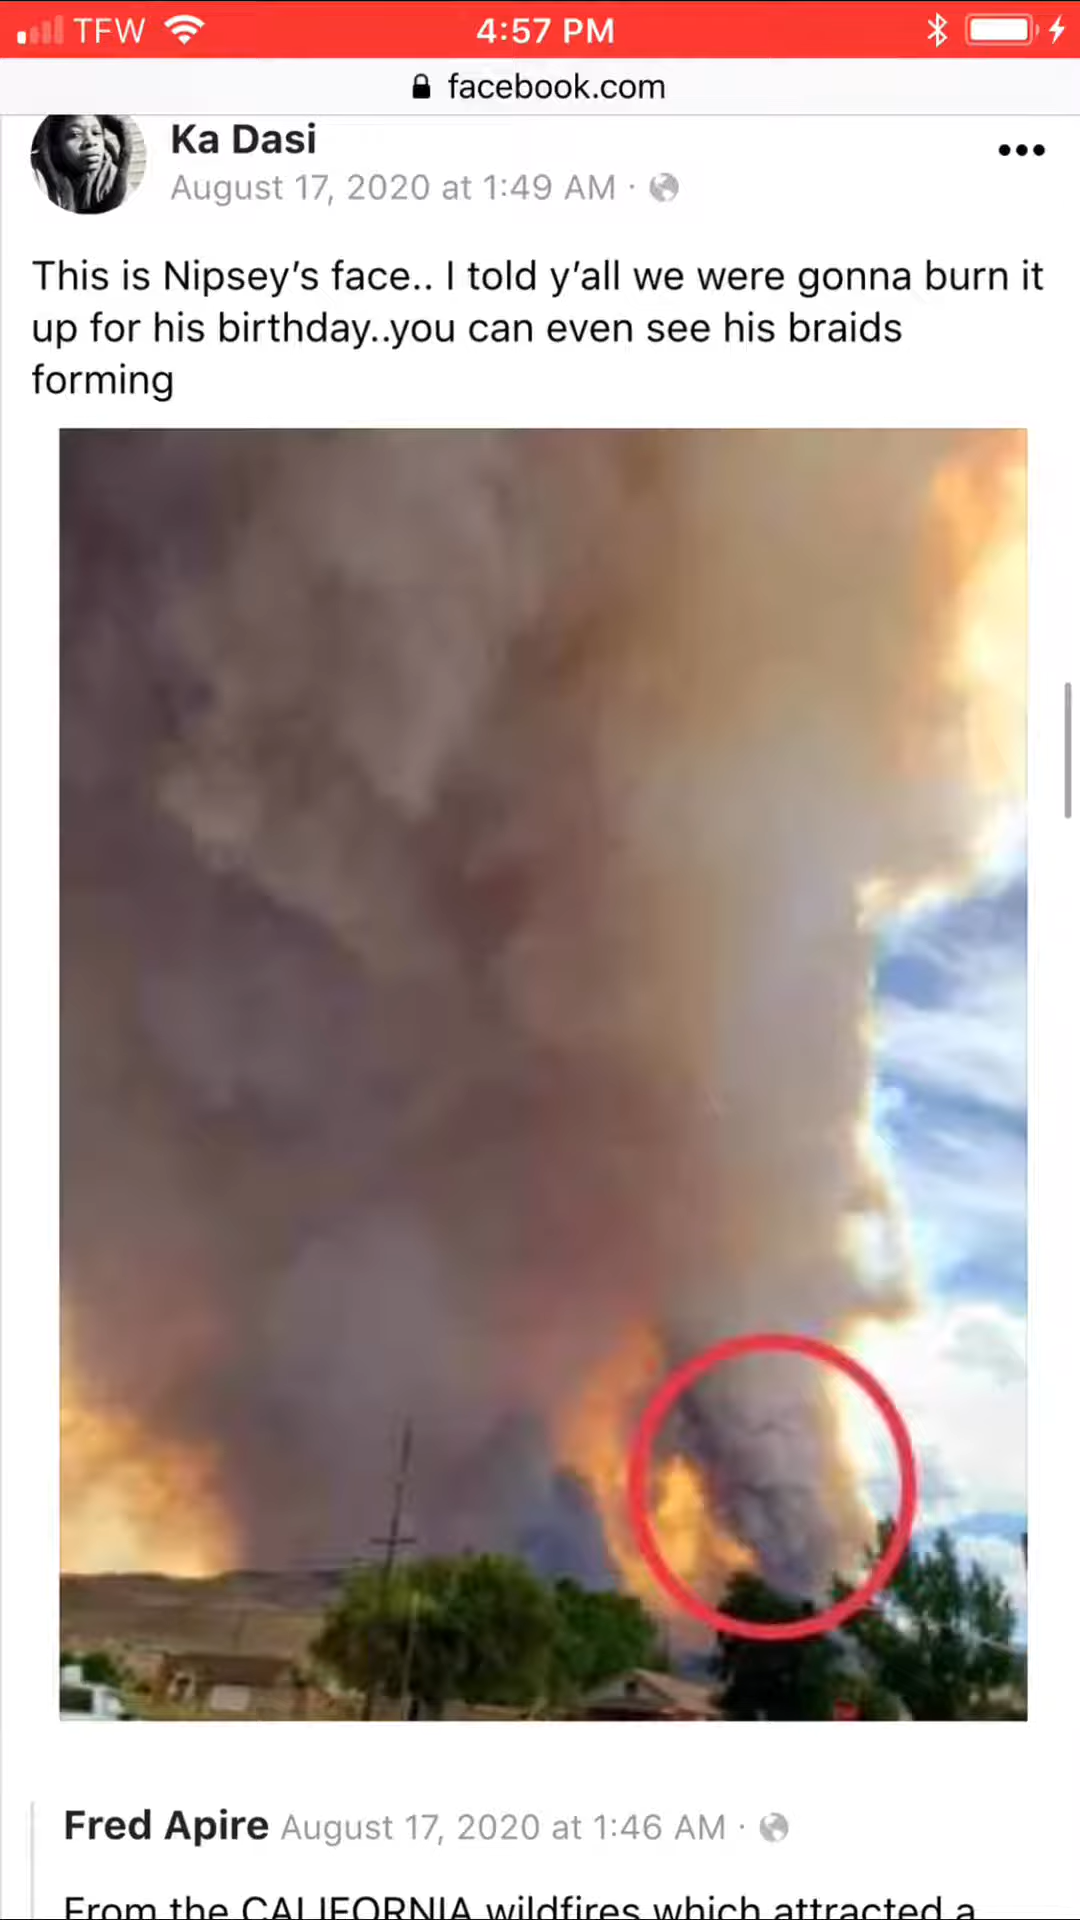 TFW 4:57 PM
facebook.com
Ka Dasi
August 17, 2020 at 1:49 AM ·
This is Nipsey's face.. I told y'all we were gonna burn it
up for his birthday..you can even see his braids
forming
Fred Apire August 17, 2020 at 1:46 AM ·
From the CALIFORNIA wildfires which attracted a